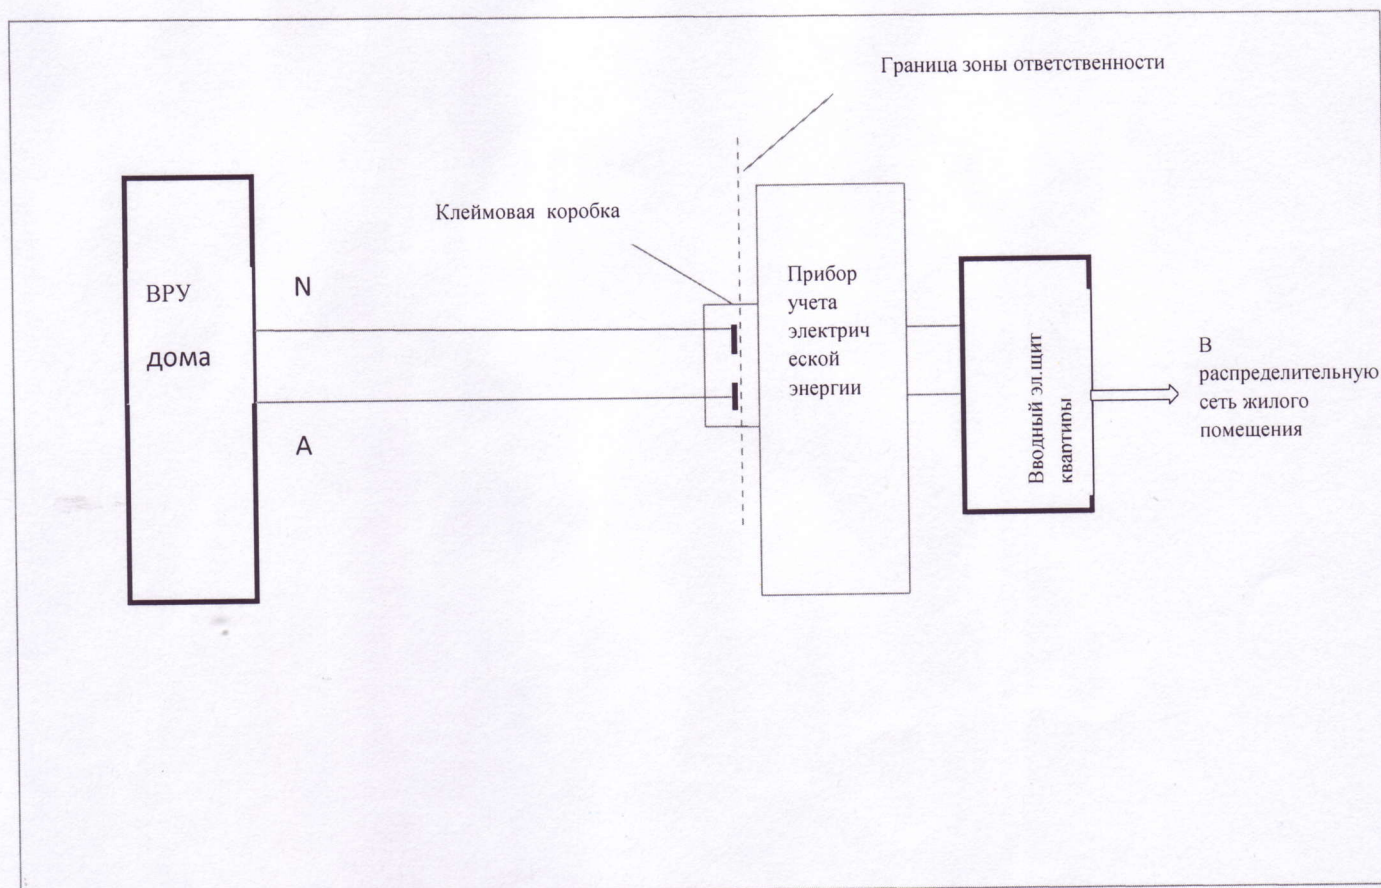 Граница зоны ответственности
Клеймовая коробка
ВРУ
дома
N
A
Прибор
учета
электрич
еской
энергии
Вводный эл.щит
квартиры
В
распределительную
сеть жилого
помещения